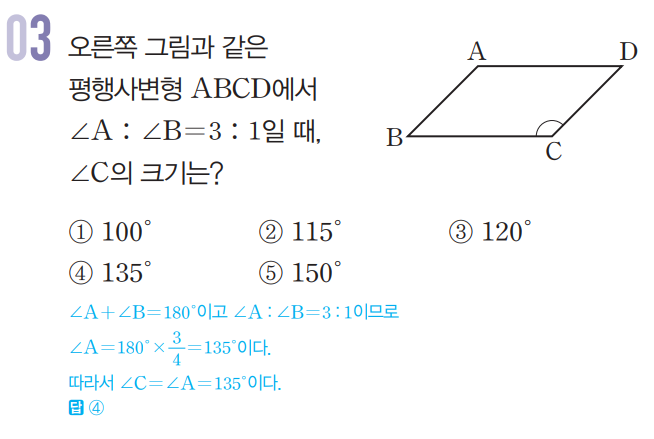 03
오른쪽 그림과 같은
평행사변형 ABCD에서
∠A : ∠B=3 : 1일 때,
∠C의 크기는?
A
D
B
C
① 100° ② 115° ③ 120°
④ 135° ⑤ 150°
∠A+∠B=180°이고 ∠A : ∠B=3 : 1이므로
∠A=180°×3/4=135°이다.
따라서 ∠C=∠A=135°이다.
답 ④